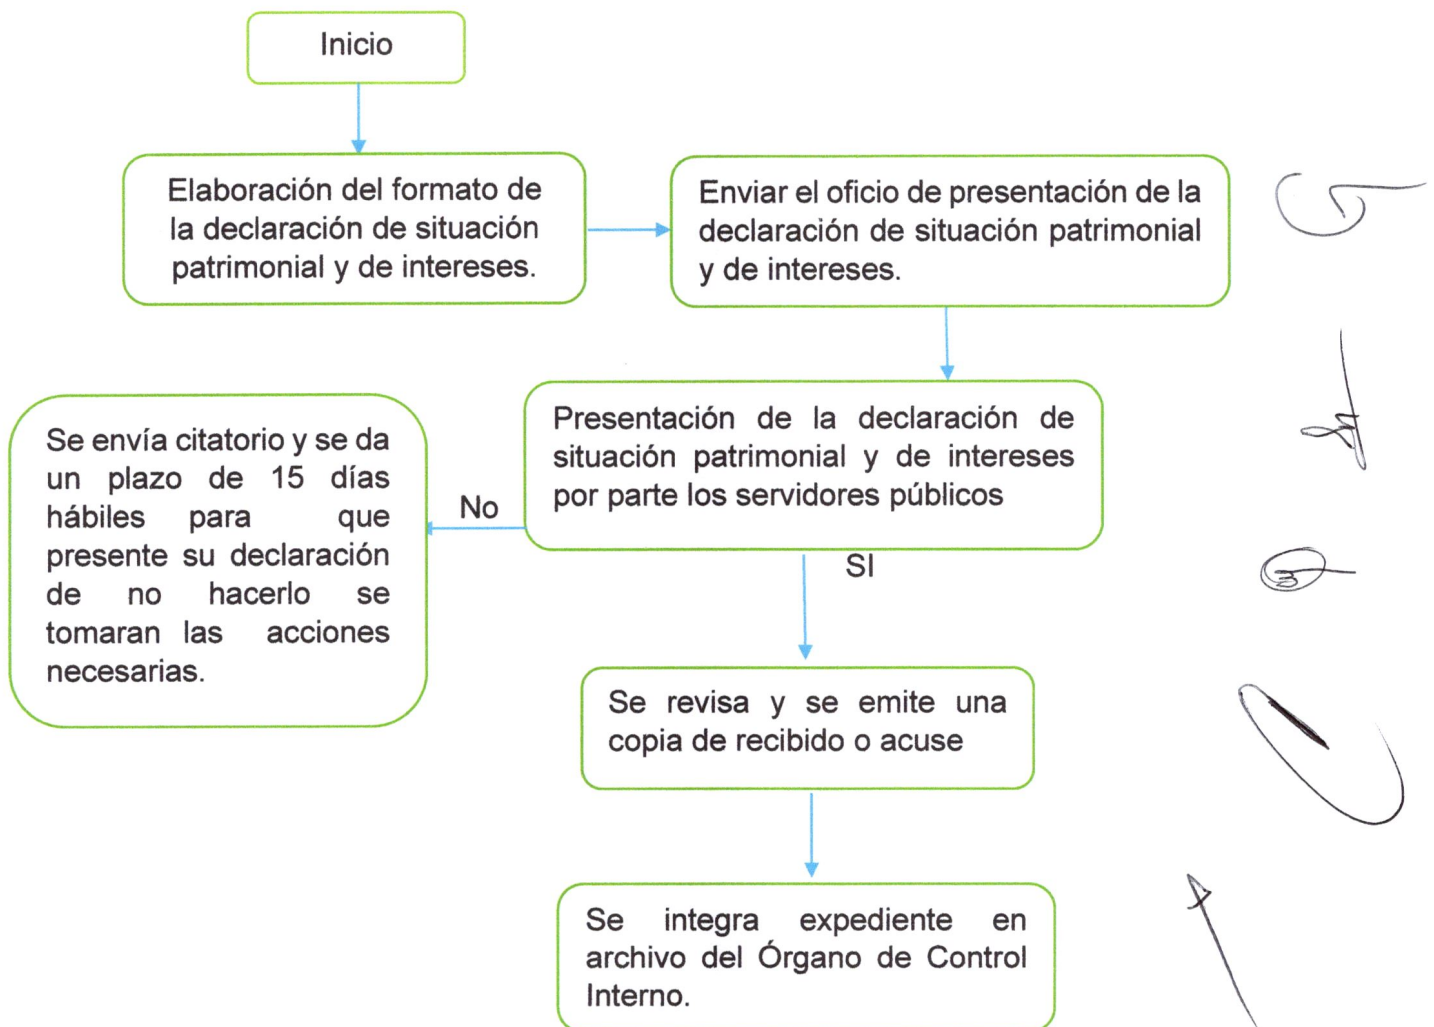 Inicio
Elaboración del formato de
la declaración de situación
patrimonial y de intereses.
Enviar el oficio de presentación de la
declaración de situación patrimonial
y de intereses.
Presentación de la declaración de
situación patrimonial y de intereses
por parte los servidores públicos
No
Se envía citatorio y se da
un plazo de 15 días
hábiles para que
presente su declaración
de no hacerlo se
tomaran las acciones
necesarias.
SI
Se revisa y se emite una
copia de recibido o acuse
Se integra expediente en
archivo del Órgano de Control
Interno.